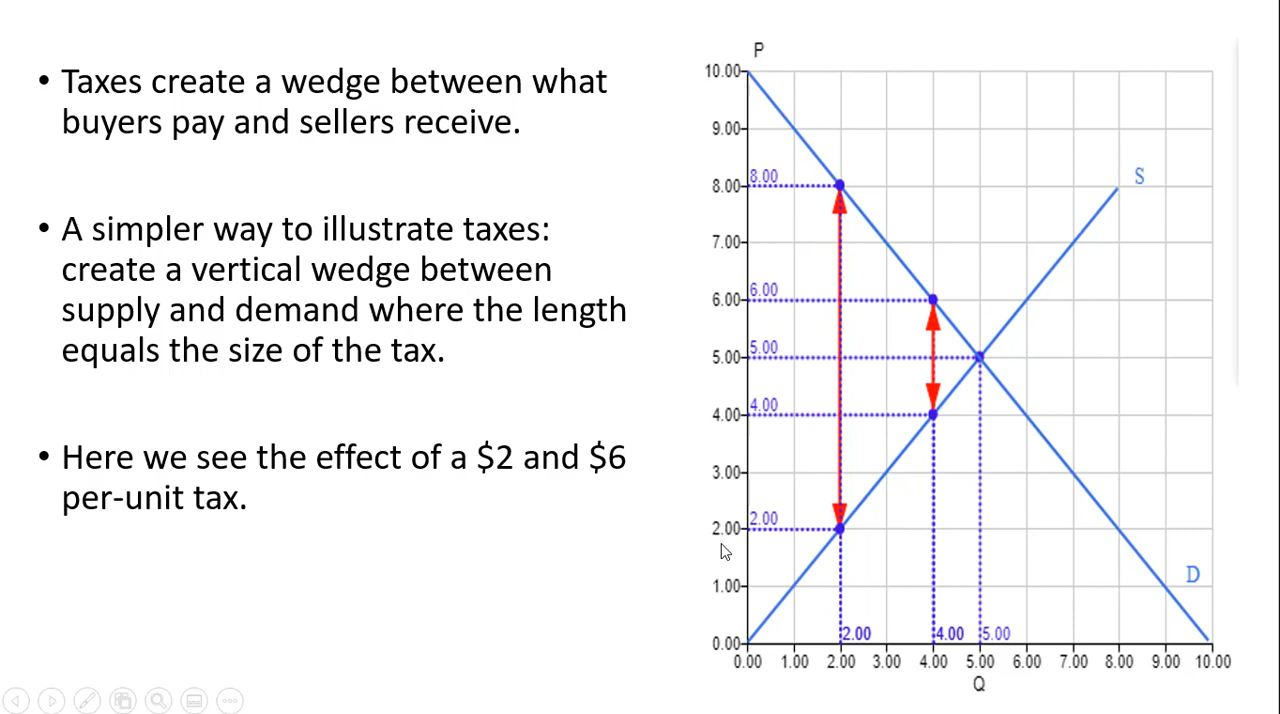 • Taxes create a wedge between what
buyers pay and sellers receive.
• A simpler way to illustrate taxes:
create a vertical wedge between
supply and demand where the length
equals the size of the tax.
• Here we see the effect of a $2 and $6
per-unit tax.
P
10.00
9.00
8.00
8.00
S
7.00
6.00
6.00
5.00
5.00
4.00
4.00
3.00
2.00
2.00
1.00
D
0.00
2.00
4.00
5.00
0.00 1.00 2.00 3.00 4.00 5.00 6.00 7.00 8.00 9.00 10.00
Q